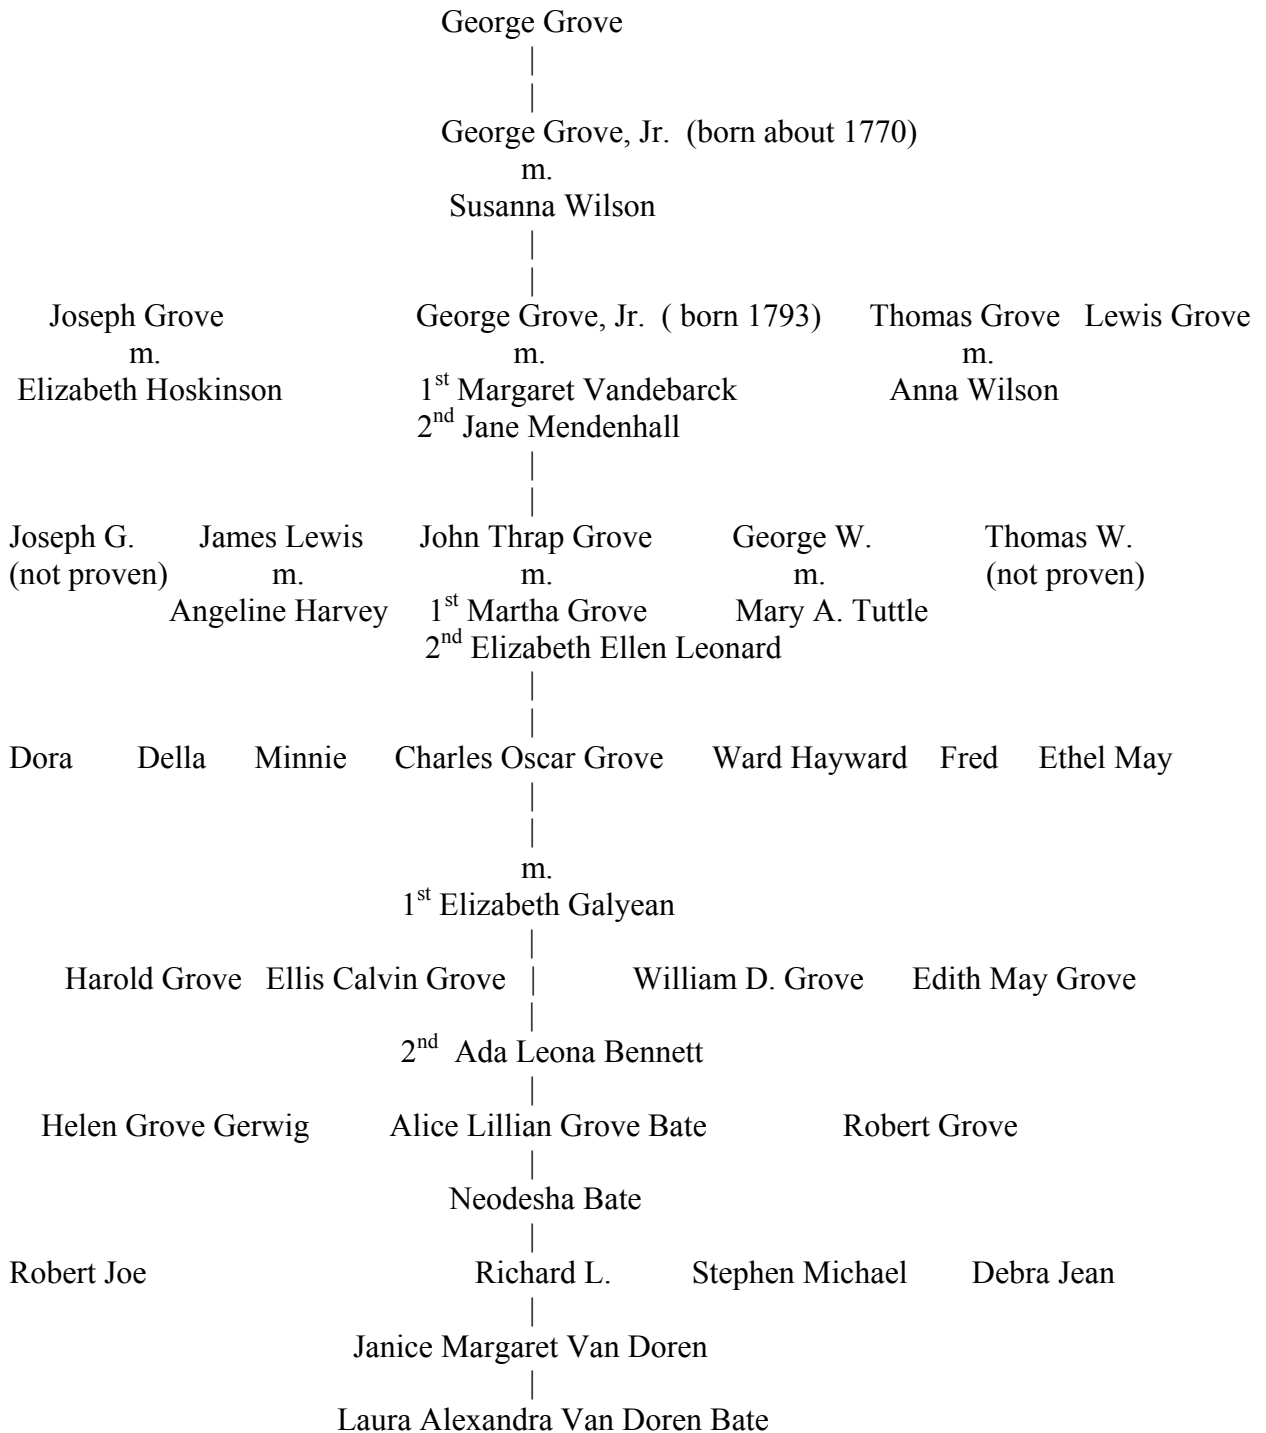 George Grove
|
|
George Grove, Jr. (born about 1770)
m.
Susanna Wilson
|
|
Joseph Grove George Grove, Jr. ( born 1793) Thomas Grove Lewis Grove
m. m. m.
Elizabeth Hoskinson 1st Margaret Vandebarck Anna Wilson
2nd Jane Mendenhall
|
|
Joseph G. James Lewis John Thrap Grove George W. Thomas W.
(not proven) m. m. m. (not proven)
Angeline Harvey 1st Martha Grove Mary A. Tuttle
2nd Elizabeth Ellen Leonard
|
|
Dora Della Minnie Charles Oscar Grove Ward Hayward Fred Ethel May
|
|
m.
1st Elizabeth Galyean
|
Harold Grove Ellis Calvin Grove | William D. Grove Edith May Grove
|
2nd Ada Leona Bennett
|
Helen Grove Gerwig Alice Lillian Grove Bate Robert Grove
|
Neodesha Bate
|
Robert Joe Richard L. Stephen Michael Debra Jean
|
Janice Margaret Van Doren
|
Laura Alexandra Van Doren Bate